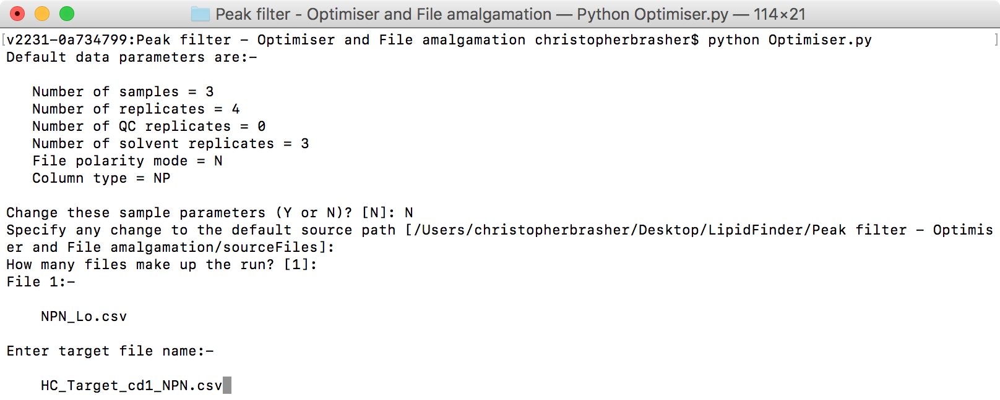 Peak filter - Optimiser and File amalgamation — Python Optimiser.py — 114×21
[v2231-0a734799:Peak filter - Optimiser and File amalgamation christopherbrasher$ python Optimiser.py ]
Default data parameters are:-
Number of samples = 3
Number of replicates = 4
Number of QC replicates = 0
Number of solvent replicates = 3
File polarity mode = N
Column type = NP
Change these sample parameters (Y or N)? [N]: N
Specify any change to the default source path [/Users/christopherbrasher/Desktop/LipidFinder/Peak filter - Optimis
er and File amalgamation/sourceFiles]:
How many files make up the run? [1]:
File 1:-
NPN_Lo.csv
Enter target file name:-
HC_Target_cd1_NPN.csv